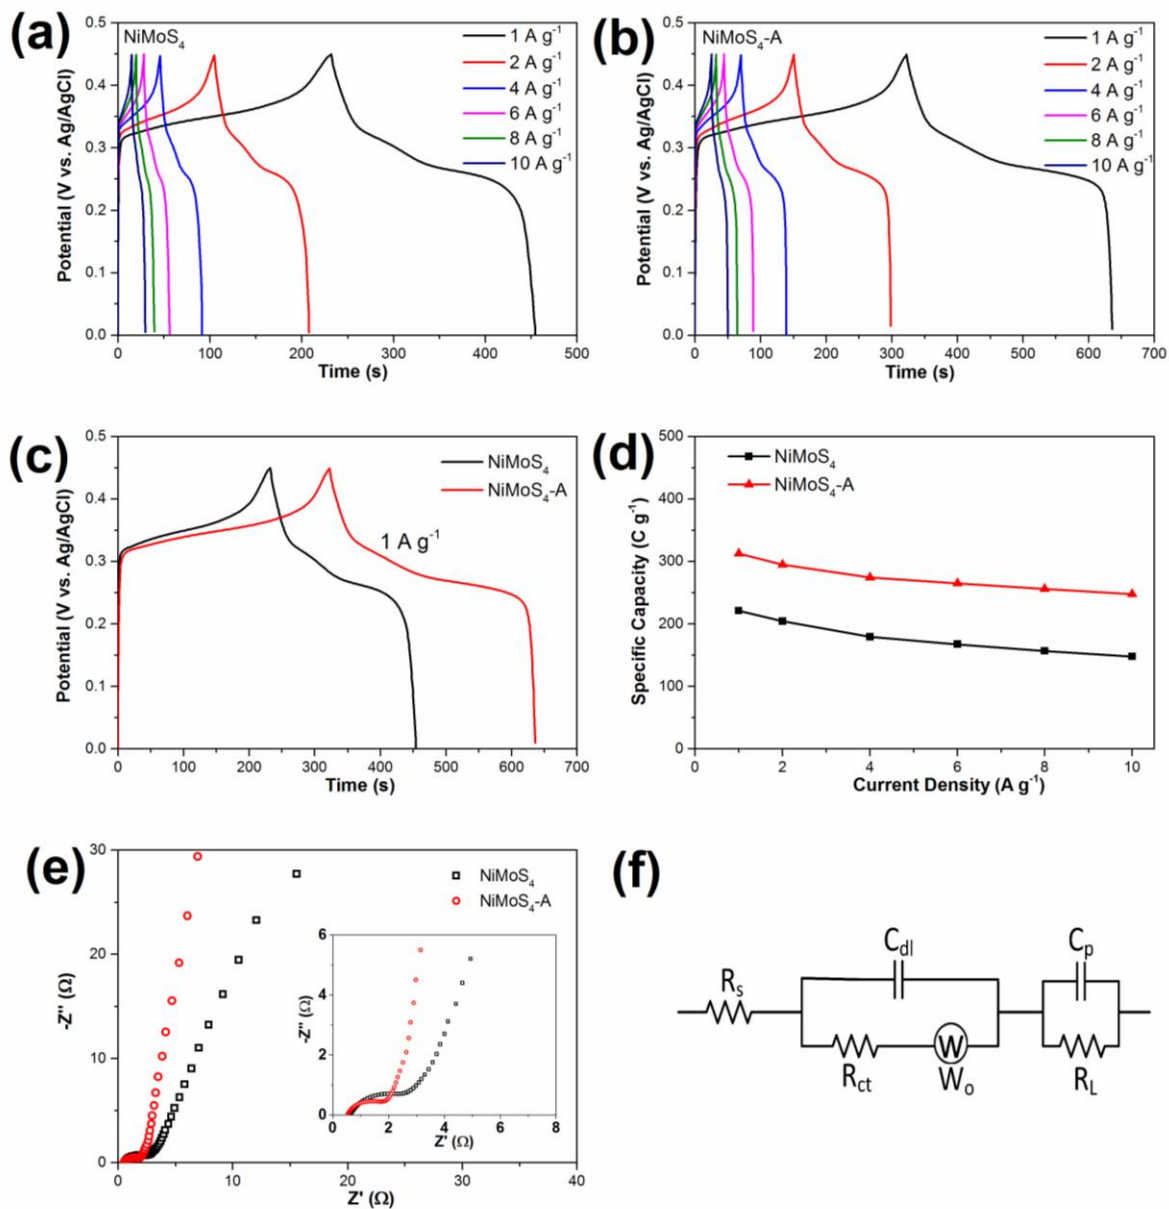 (a)
NiMoS₄
1 A g⁻¹
2 A g⁻¹
4 A g⁻¹
6 A g⁻¹
8 A g⁻¹
10 A g⁻¹
Potential (V vs. Ag/AgCl)
0.5
0.4
0.3
0.2
0.1
0.0
0 100 200 300 400 500
Time (s)
(b)
NiMoS₄-A
1 A g⁻¹
2 A g⁻¹
4 A g⁻¹
6 A g⁻¹
8 A g⁻¹
10 A g⁻¹
Potential (V vs. Ag/AgCl)
0.5
0.4
0.3
0.2
0.1
0.0
0 100 200 300 400 500 600 700
Time (s)
(c)
NiMoS₄
NiMoS₄-A
1 A g⁻¹
Potential (V vs. Ag/AgCl)
0.5
0.4
0.3
0.2
0.1
0.0
0 100 200 300 400 500 600 700
Time (s)
(d)
NiMoS₄
NiMoS₄-A
Specific Capacity (C g⁻¹)
500
400
300
200
100
0
2 4 6 8 10
Current Density (A g⁻¹)
(e)
NiMoS₄
NiMoS₄-A
-Z'' (Ω)
30
20
10
0
0 10 20 30 40
Z' (Ω)
-Z'' (Ω)
6
4
2
0
0 2 4 6 8
Z' (Ω)
(f)
C_dl
C_p
R_s
R_ct
W
W_o
R_L